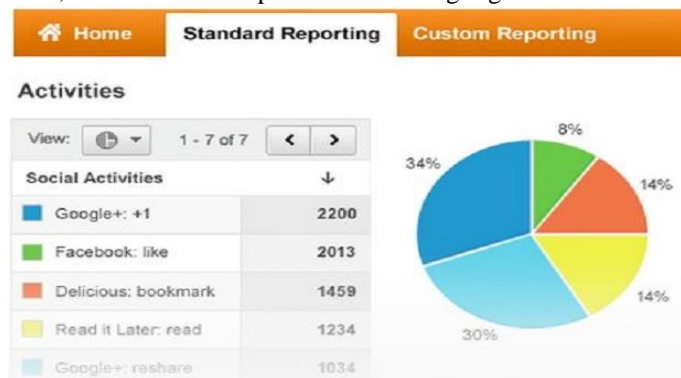 Home Standard Reporting Custom Reporting
Activities
View: 1 - 7 of 7 < >
Social Activities ↓
Google+: +1 2200
Facebook: like 2013
Delicious: bookmark 1459
Read it Later: read 1234
Google+: reshare 1034
8%
34%
14%
14%
30%